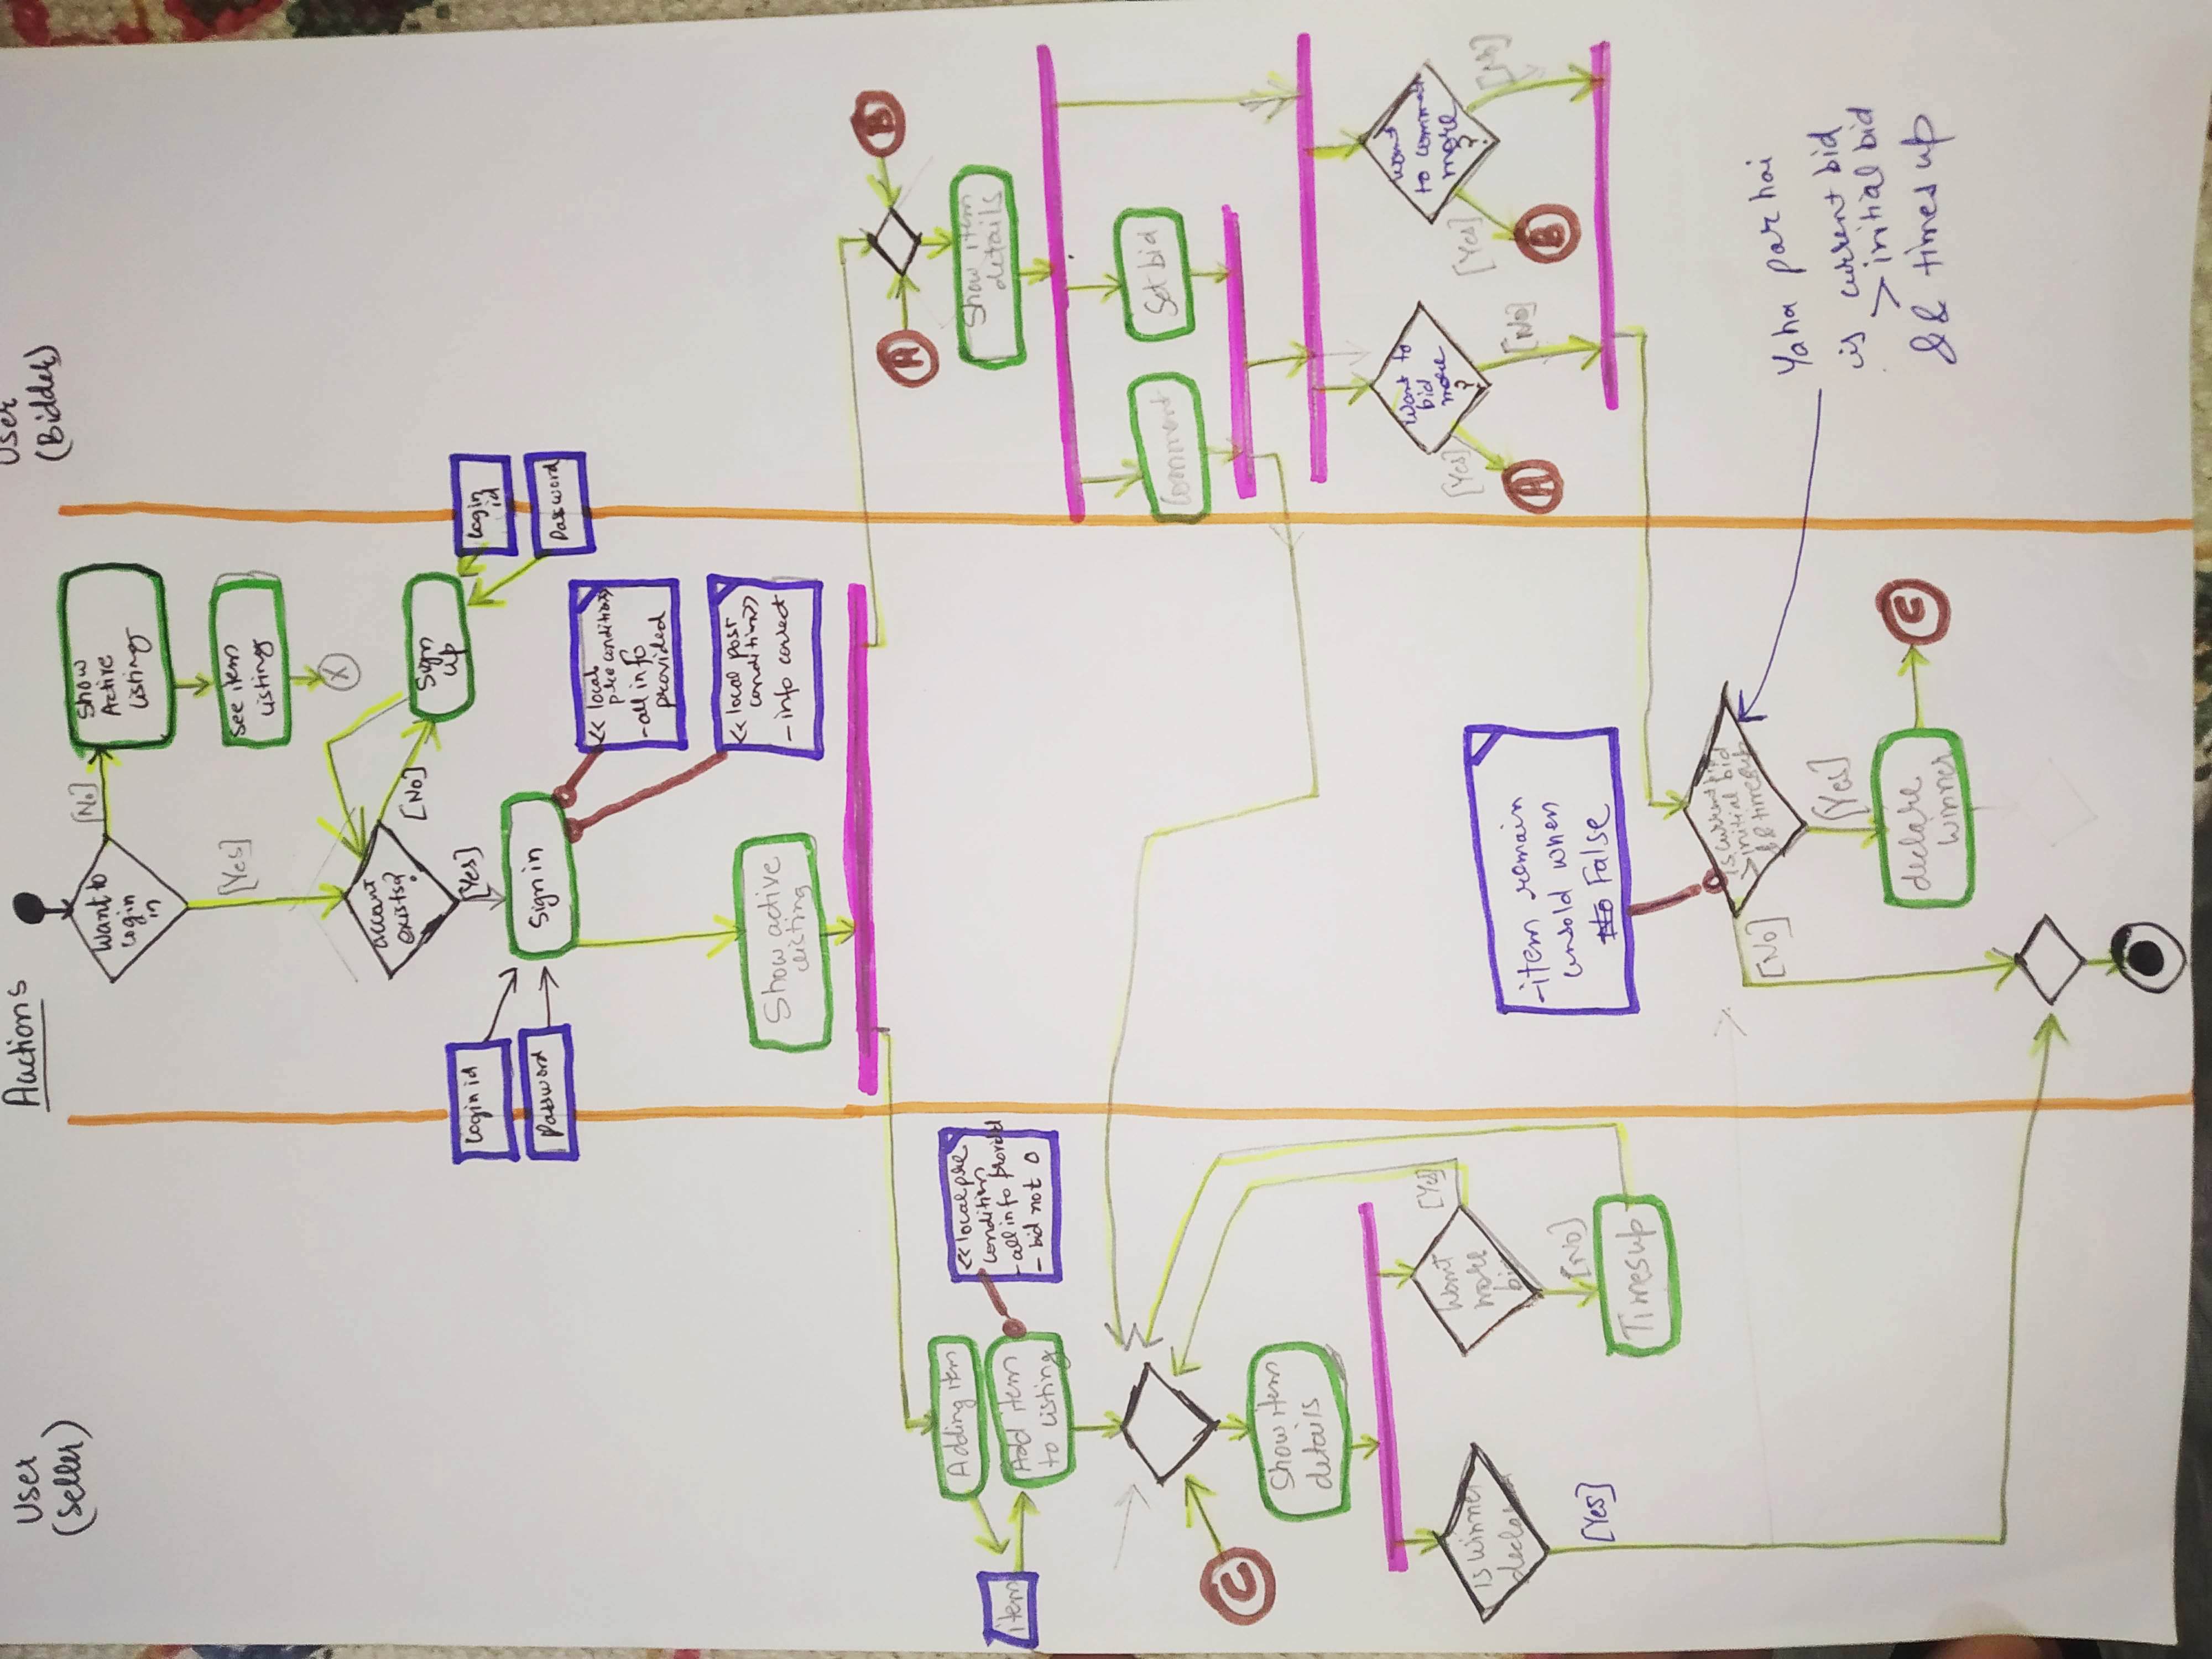 User
(Seller)
Auctions
User
(Bidder)
Want to
login
in
[No]
Show
Active
Listing
[Yes]
See item
Listing
X
account
exists?
[No]
Sign
up
[Yes]
Login id
Password
Sign in
Login
id
Password
<< local
pre condition>>
- all info
provided
<< local post
condition>>
- info correct
Show active
listing
A
B
Adding item
item
Add item
to Listing
<< local pre
condition
- all info provided
- bid not 0
Show item
details
Comment
Set bid
C
Show item
details
is winner
declared
Want
more
bid
[Yes]
[No]
[Yes]
Timesup
Want to
bid
more
?
[Yes]
A
[No]
want
to comment
more
?
[Yes]
B
[No]
- item remain
unsold when
No False
is current bid
> initial bid
&& timesup
[No]
[Yes]
declare
winner
C
Yaha par hai
is current bid
> initial bid
&& times up